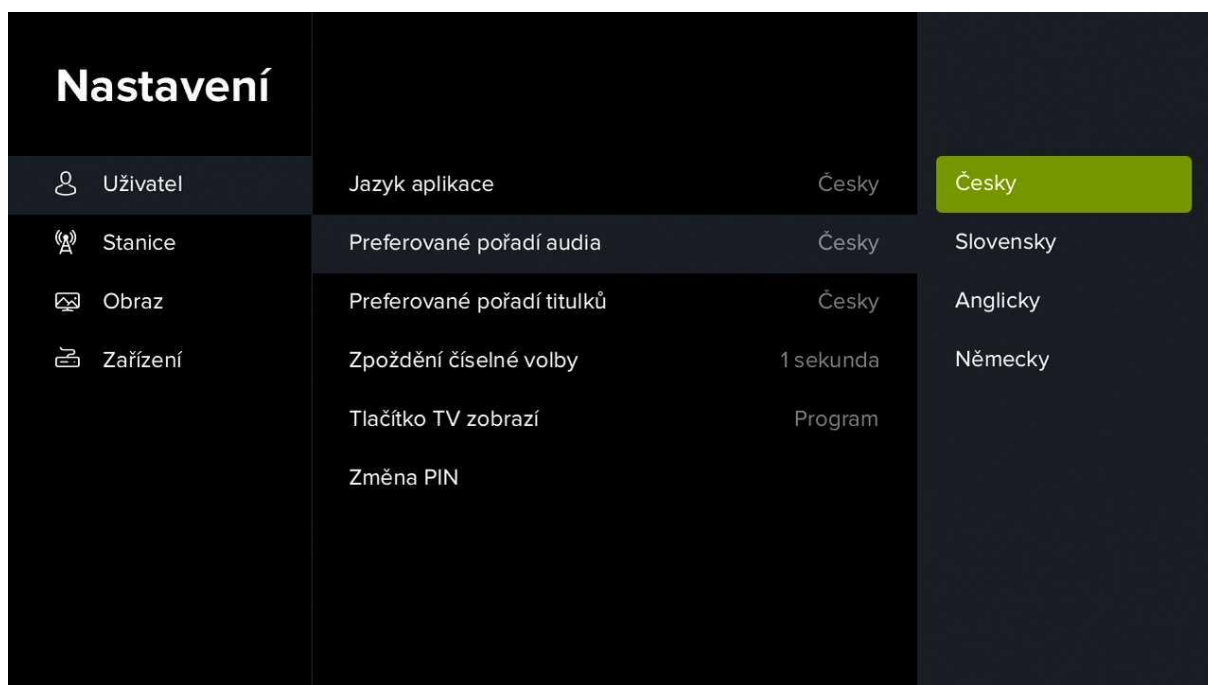 Nastavení
Uživatel
Stanice
Obraz
Zařízení
Jazyk aplikace Česky
Preferované pořadí audia Česky
Preferované pořadí titulků Česky
Zpoždění číselné volby 1 sekunda
Tlačítko TV zobrazí Program
Změna PIN
Česky
Slovensky
Anglicky
Německy